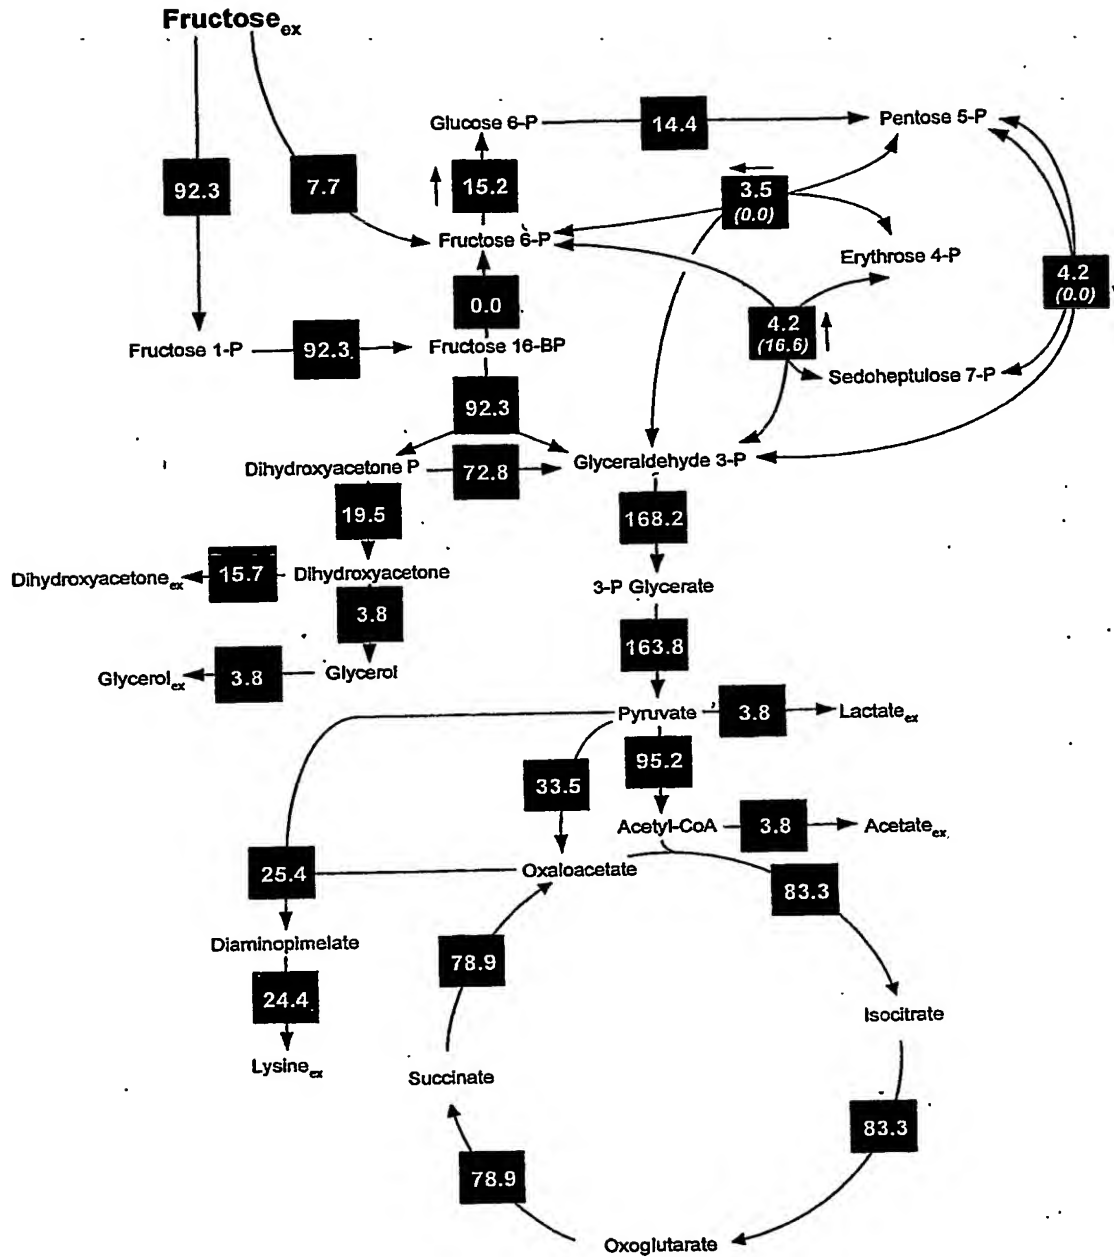 Fructose ex
Glucose 6-P
14.4
Pentose 5-P
92.3
7.7
15.2
3.5
(0.0)
Fructose 6-P
Erythrose 4-P
4.2
(0.0)
0.0
4.2
(16.6)
Fructose 1-P
92.3
Fructose 16-BP
Sedoheptulose 7-P
92.3
Dihydroxyacetone P
72.8
Glyceraldehyde 3-P
19.5
168.2
Dihydroxyacetone ex
15.7
Dihydroxyacetone
3-P Glycerate
3.8
163.8
Glycerol ex
3.8
Glycerol
Pyruvate
3.8
Lactate ex
33.5
95.2
Acetyl-CoA
3.8
Acetate ex
25.4
Oxaloacetate
83.3
Diaminopimelate
78.9
24.4
Isocitrate
Lysine ex
Succinate
83.3
78.9
Oxoglutarate